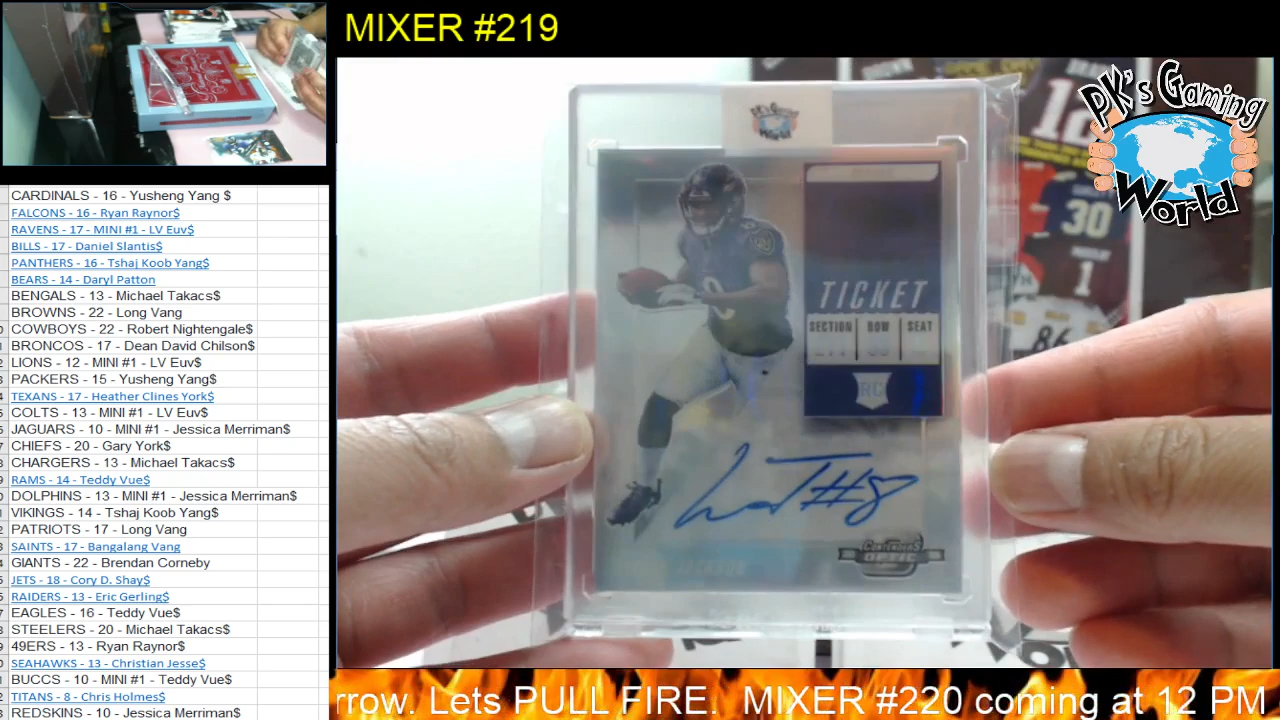 MIXER #219
PK's Gaming World
CARDINALS - 16 - Yusheng Yang $
FALCONS - 16 - Ryan Raynor$
RAVENS - 17 - MINI #1 - LV Euv$
BILLS - 17 - Daniel Slantis$
PANTHERS - 16 - Tshaj Koob Yang$
BEARS - 14 - Daryl Patton
BENGALS - 13 - Michael Takacs$
BROWNS - 22 - Long Vang
COWBOYS - 22 - Robert Nightengale$
BRONCOS - 17 - Dean David Chilson$
LIONS - 12 - MINI #1 - LV Euv$
PACKERS - 15 - Yusheng Yang$
TEXANS - 17 - Heather Clines York$
COLTS - 13 - MINI #1 - LV Euv$
JAGUARS - 10 - MINI #1 - Jessica Merriman$
CHIEFS - 20 - Gary York$
CHARGERS - 13 - Michael Takacs$
RAMS - 14 - Teddy Vue$
DOLPHINS - 13 - MINI #1 - Jessica Merriman$
VIKINGS - 14 - Tshaj Koob Yang$
PATRIOTS - 17 - Long Vang
SAINTS - 17 - Bangalang Vang
GIANTS - 22 - Brendan Corneby
JETS - 18 - Cory D. Shay$
RAIDERS - 13 - Eric Gerling$
EAGLES - 16 - Teddy Vue$
STEELERS - 20 - Michael Takacs$
49ERS - 13 - Ryan Raynor$
SEAHAWKS - 13 - Christian Jesse$
BUCCS - 10 - MINI #1 - Teddy Vue$
TITANS - 8 - Chris Holmes$
REDSKINS - 10 - Jessica Merriman$
TICKET
SECTION ROW SEAT
RC
#8
CONTENDERS
OPTIC
12
30
1
86
rrow. Lets PULL FIRE. MIXER #220 coming at 12 PM